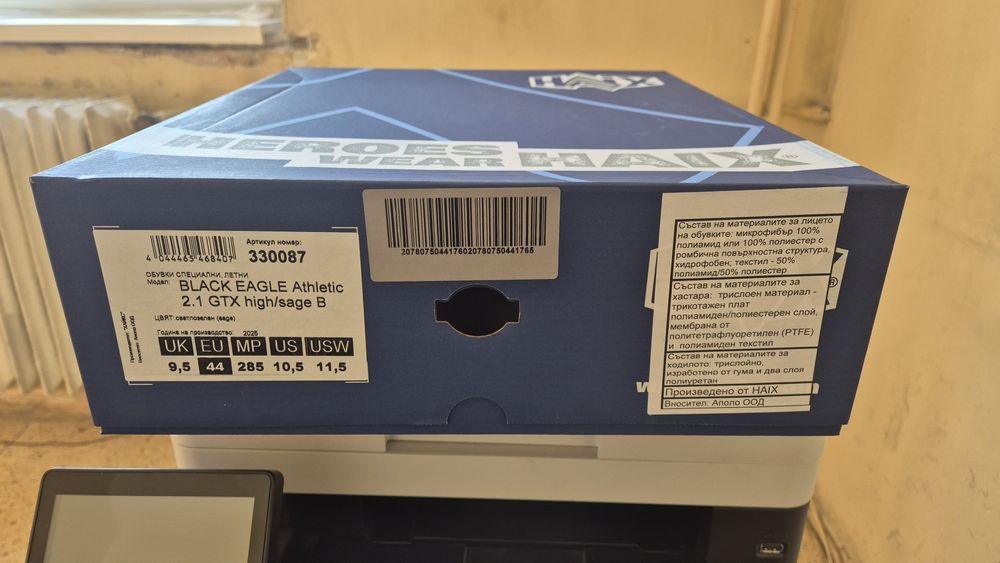 HAIX
HEROES
WEAR HAIX®
4 044465 468407
Артикул номер:
330087
ОБУВКИ СПЕЦИАЛНИ, ЛЕТНИ
Модел: BLACK EAGLE Athletic
2.1 GTX high/sage B
ЦВЯТ: светлозелен (sage)
Година на производство: 2025
UK EU MP US USW
9,5 44 285 10,5 11,5
Производител: "ХАЙКС"
Вносител: Аполо ООД
20780750441760207807504417​65
Състав на материалите за лицето
на обувките: микрофибър 100%
полиамид или 100% полиестер с
ромбична повърхностна структура,
хидрофобен; текстил - 50%
полиамид/50% полиестер
Състав на материалите за
хастара: трислоен материал -
трикотажен плат
полиамиден/полиестерен слой,
мембрана от
политетрафлуоретилен (PTFE)
и полиамиден текстил
Състав на материалите за
ходилото: трислойно,
изработено от гума и два слоя
полиуретан
Произведено от HAIX
Вносител: Аполо ООД